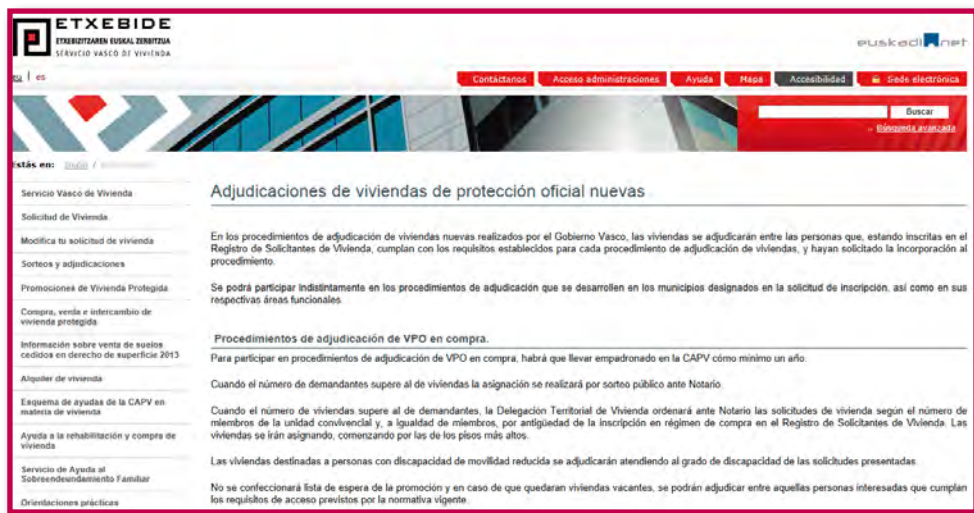 ETXEBIDE
ETXEBIZITZAREN EUSKAL ZERBITZUA
SERVICIO VASCO DE VIVIENDA
euskadi.net
eu | es
Contáctanos
Acceso administraciones
Ayuda
Mapa
Accesibilidad
Sede electrónica
Buscar
Búsqueda avanzada
Estás en: Inicio /
Servicio Vasco de Vivienda
Solicitud de Vivienda
Modifica tu solicitud de vivienda
Sorteos y adjudicaciones
Promociones de Vivienda Protegida
Compra, venta e intercambio de
vivienda protegida
Información sobre venta de suelos
cedidos en derecho de superficie 2013
Alquiler de vivienda
Esquema de ayudas de la CAPV en
materia de vivienda
Ayuda a la rehabilitación y compra de
vivienda
Servicio de Ayuda al
Sobreendeudamiento Familiar
Orientaciones prácticas
Adjudicaciones de viviendas de protección oficial nuevas
En los procedimientos de adjudicación de viviendas nuevas realizados por el Gobierno Vasco, las viviendas se adjudicarán entre las personas que, estando inscritas en el
Registro de Solicitantes de Vivienda, cumplan con los requisitos establecidos para cada procedimiento de adjudicación de viviendas, y hayan solicitado la incorporación al
procedimiento.
Se podrá participar indistintamente en los procedimientos de adjudicación que se desarrollen en los municipios designados en la solicitud de inscripción, así como en sus
respectivas áreas funcionales.
Procedimientos de adjudicación de VPO en compra.
Para participar en procedimientos de adjudicación de VPO en compra, habrá que llevar empadronado en la CAPV cómo mínimo un año.
Cuando el número de demandantes supere al de viviendas la asignación se realizará por sorteo público ante Notario.
Cuando el número de viviendas supere al de demandantes, la Delegación Territorial de Vivienda ordenará ante Notario las solicitudes de vivienda según el número de
miembros de la unidad convivencial y, a igualdad de miembros, por antigüedad de la inscripción en régimen de compra en el Registro de Solicitantes de Vivienda. Las
viviendas se irán asignando, comenzando por las de los pisos más altos.
Las viviendas destinadas a personas con discapacidad de movilidad reducida se adjudicarán atendiendo al grado de discapacidad de las solicitudes presentadas.
No se confeccionará lista de espera de la promoción y en caso de que quedaran viviendas vacantes, se podrán adjudicar entre aquellas personas interesadas que cumplan
los requisitos de acceso previstos por la normativa vigente.